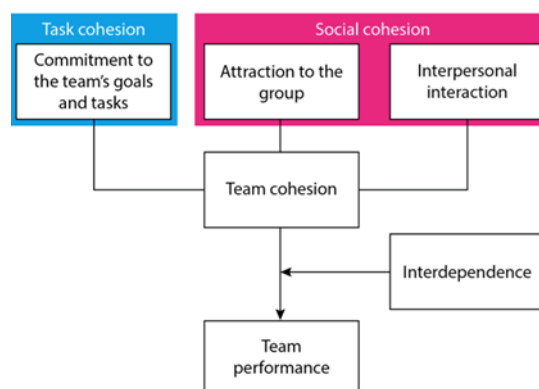 Task cohesion
Social cohesion
Commitment to
the team's goals
and tasks
Attraction to the
group
Interpersonal
interaction
Team cohesion
Interdependence
Team
performance